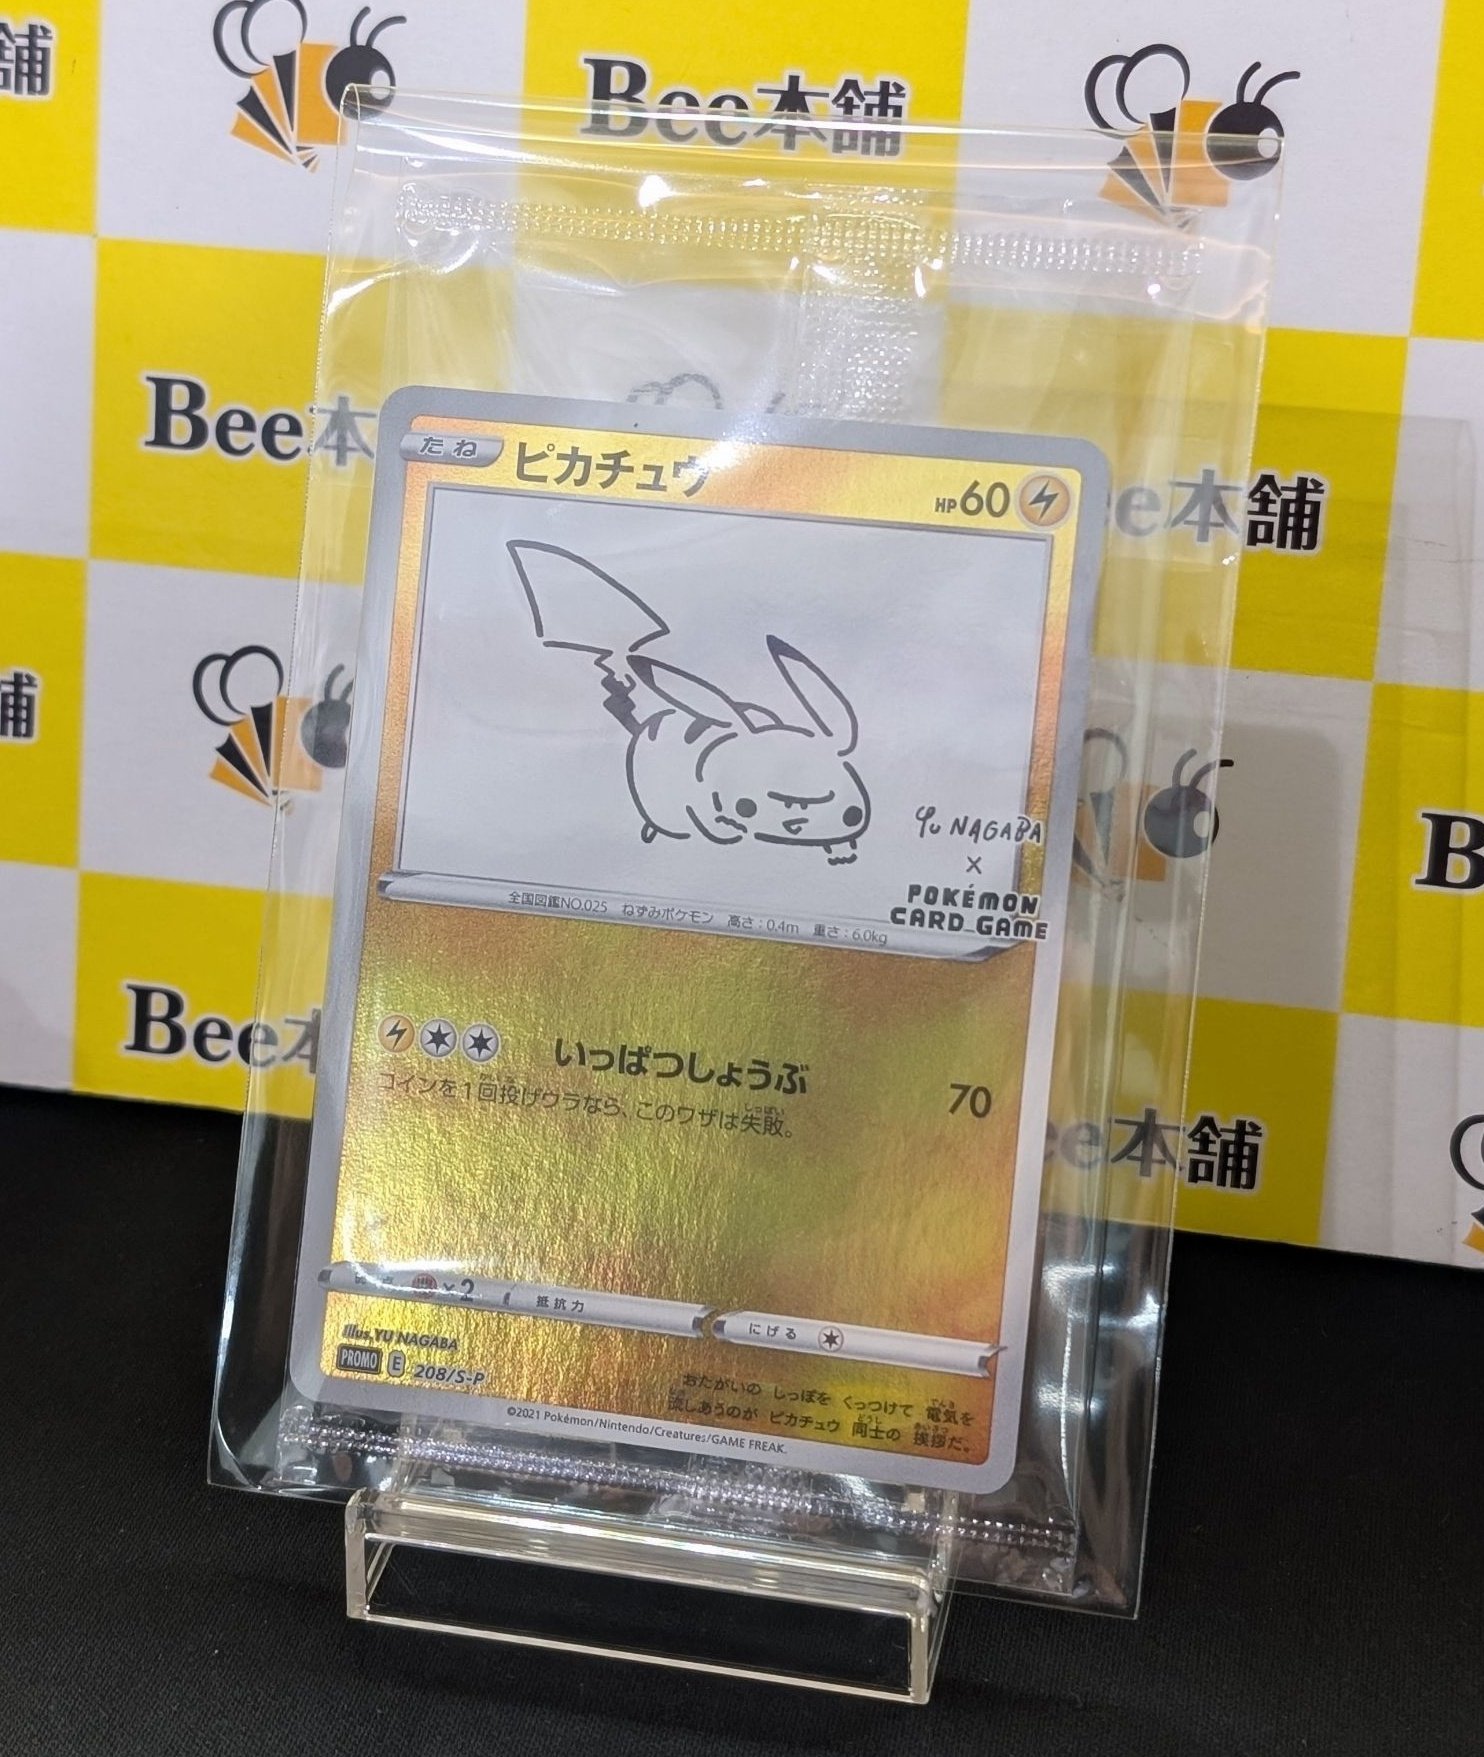 舗
Bee本舗
Bee本
ee本舗
舗
B
Bee本
ee本舗
たね
ピカチュウ
HP60
Yu NAGABA
×
POKÉMON
CARD GAME
全国図鑑NO.025 ねずみポケモン 高さ:0.4m 重さ:6.0kg
いっぱつしょうぶ 70
コインを1回投げウラなら、このワザは失敗。
×2 抵抗力 にげる
Illus. YU NAGABA
PROMO E 208/S-P
おたがいの しっぽを くっつけて 電気を
流しあうのが ピカチュウ 同士の 挨拶だ。
©2021 Pokémon/Nintendo/Creatures/GAME FREAK.